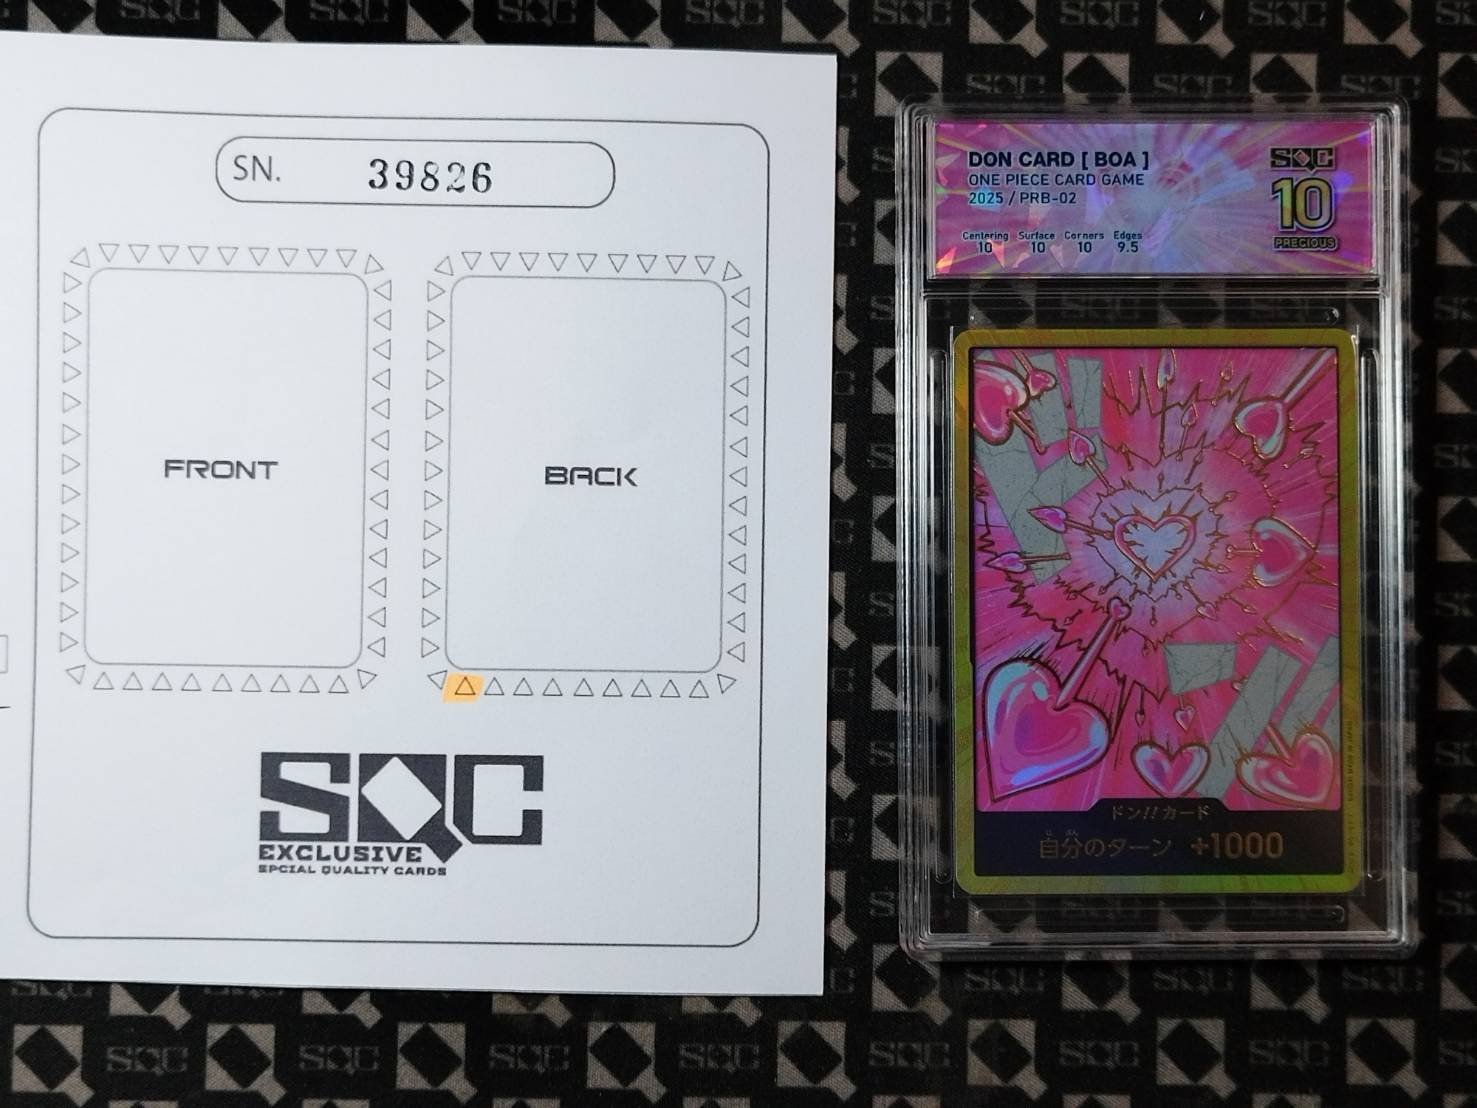 SN. 39826
FRONT
BACK
SQC
EXCLUSIVE
SPCIAL QUALITY CARDS
DON CARD [ BOA ]
ONE PIECE CARD GAME
2025 / PRB-02
Centering Surface Corners Edges
10 10 10 9.5
SQC
10
PRECIOUS
ドン!!カード
自分のターン +1000